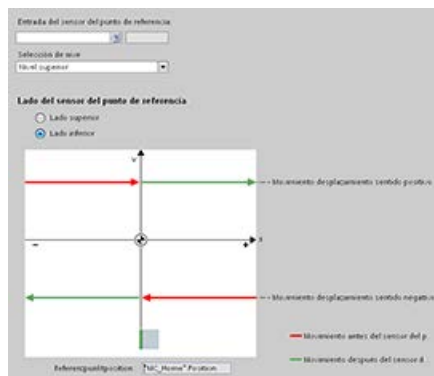 Entrada del sensor del punto de referencia
Selección de nivel
Nivel superior
Lado del sensor del punto de referencia
Lado superior
Lado inferior
v
Movimiento desplazamiento sentido positivo
- + x
Movimiento desplazamiento sentido negativo
Movimiento antes del sensor del p...
Movimiento después del sensor d...
Referenzpunktposition: "MC_Home".Position